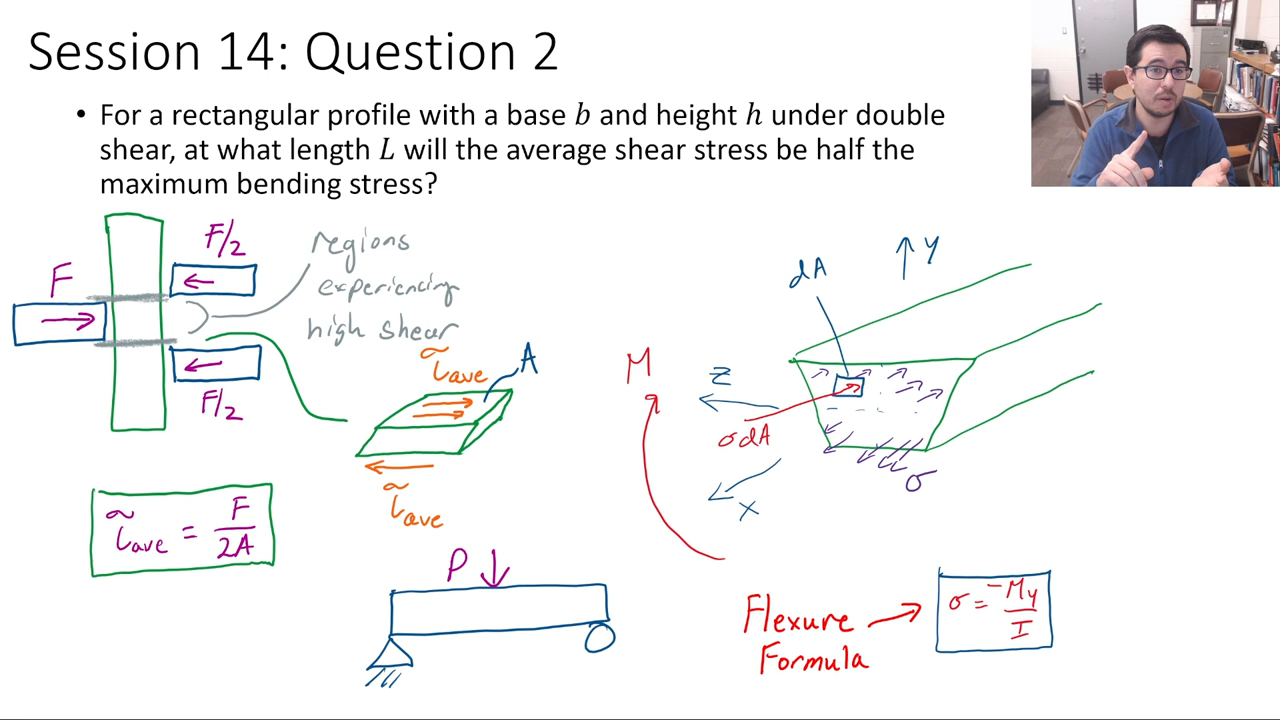 Session 14: Question 2
• For a rectangular profile with a base b and height h under double
shear, at what length L will the average shear stress be half the
maximum bending stress?
F/2
F
F/2
regions
experiencing
high shear
τave
A
τave
τave = F/2A
P
dA
y
M
z
σdA
x
σ
Flexure
Formula
σ = -My/I